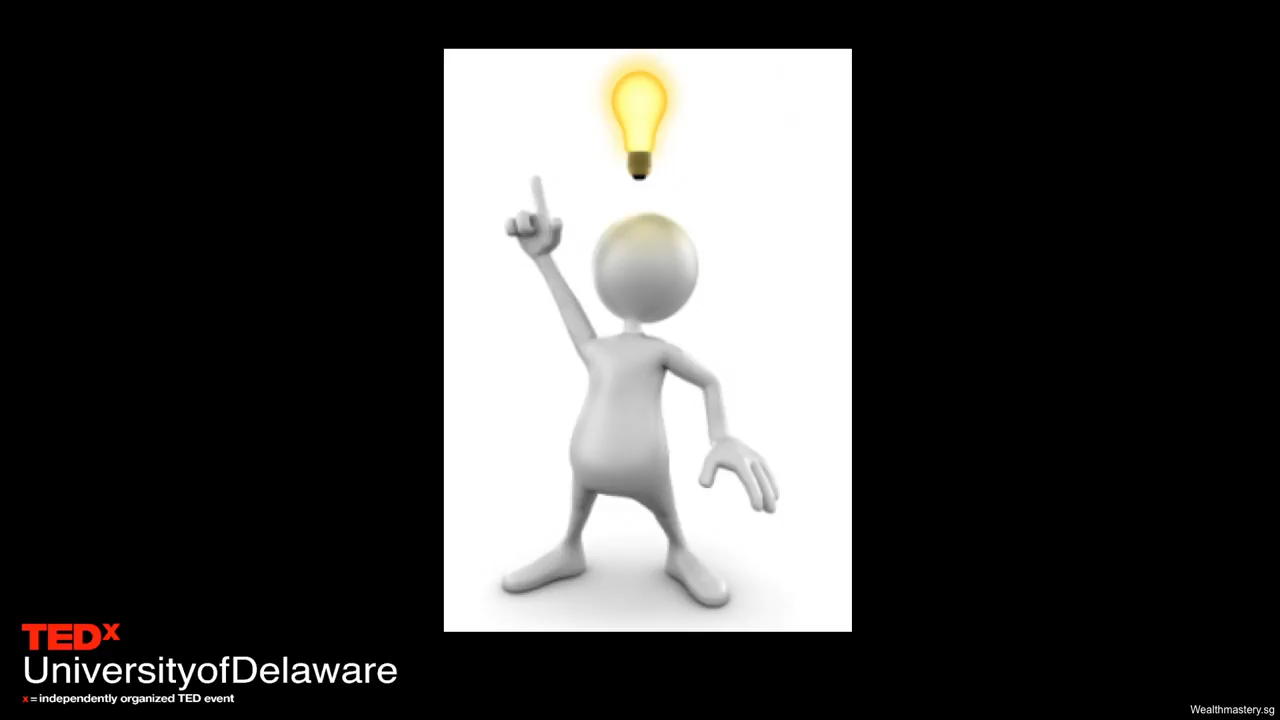 TEDx
UniversityofDelaware
x = independently organized TED event
Wealthmastery.sg